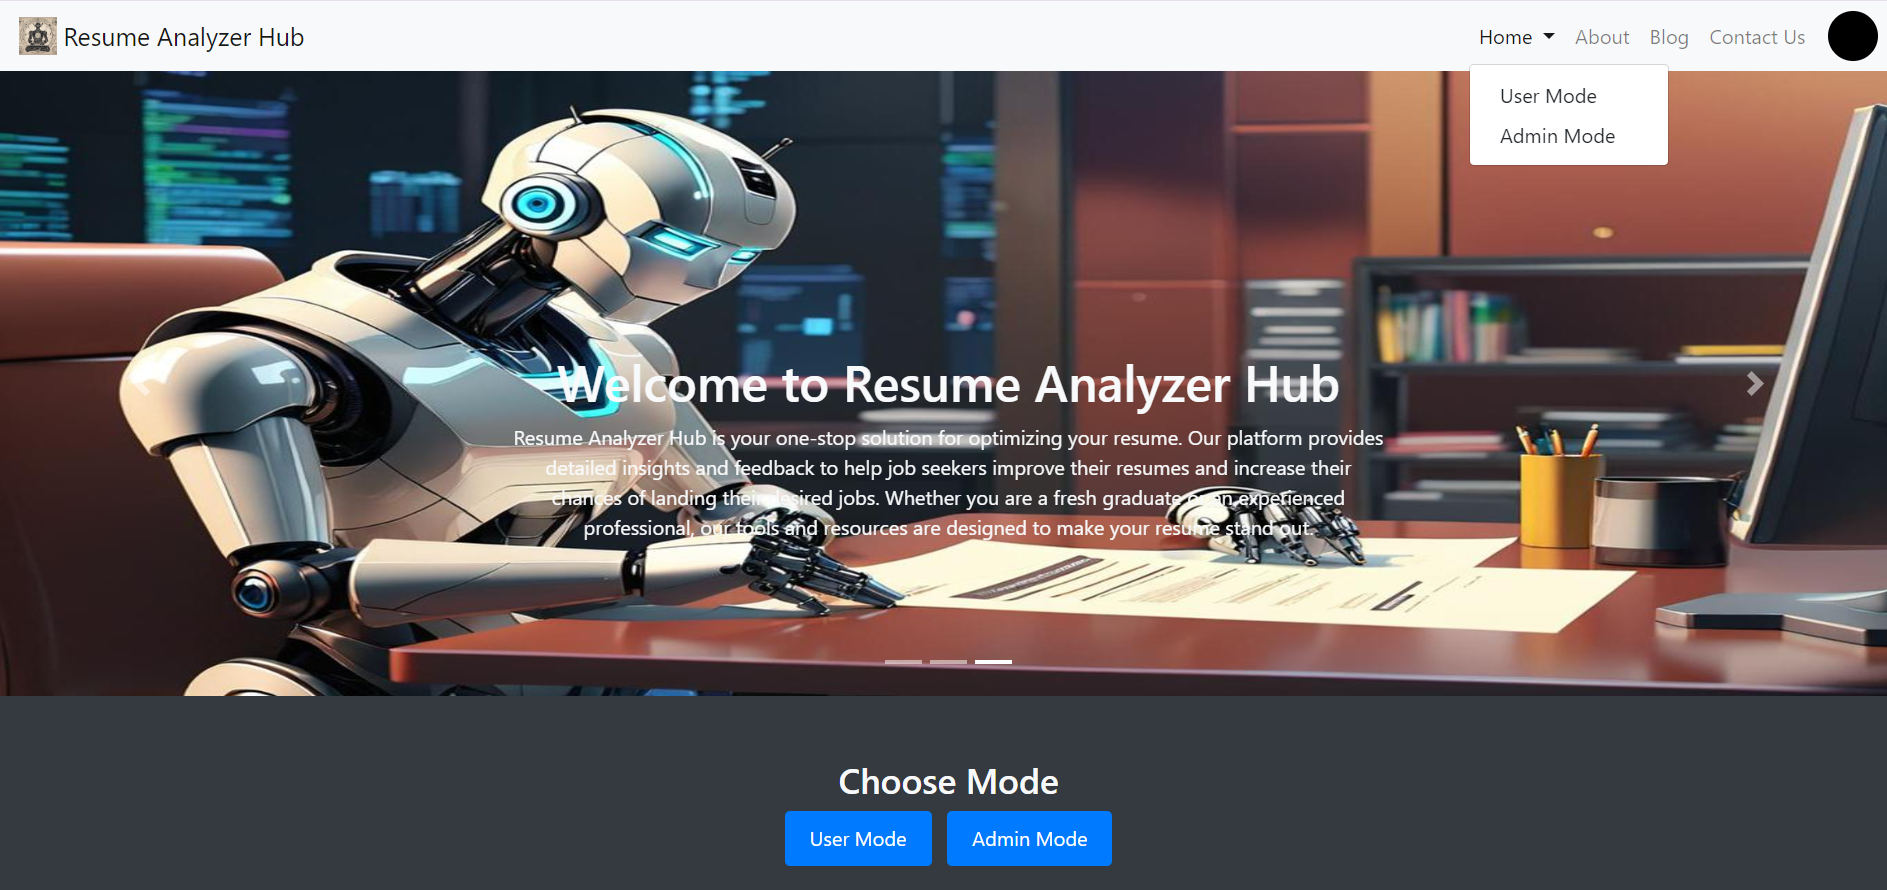 Resume Analyzer Hub
Home
About
Blog
Contact Us
User Mode
Admin Mode
Welcome to Resume Analyzer Hub
Resume Analyzer Hub is your one-stop solution for optimizing your resume. Our platform provides
detailed insights and feedback to help job seekers improve their resumes and increase their
chances of landing their desired jobs. Whether you are a fresh graduate or an experienced
professional, our tools and resources are designed to make your resume stand out.
Choose Mode
User Mode
Admin Mode